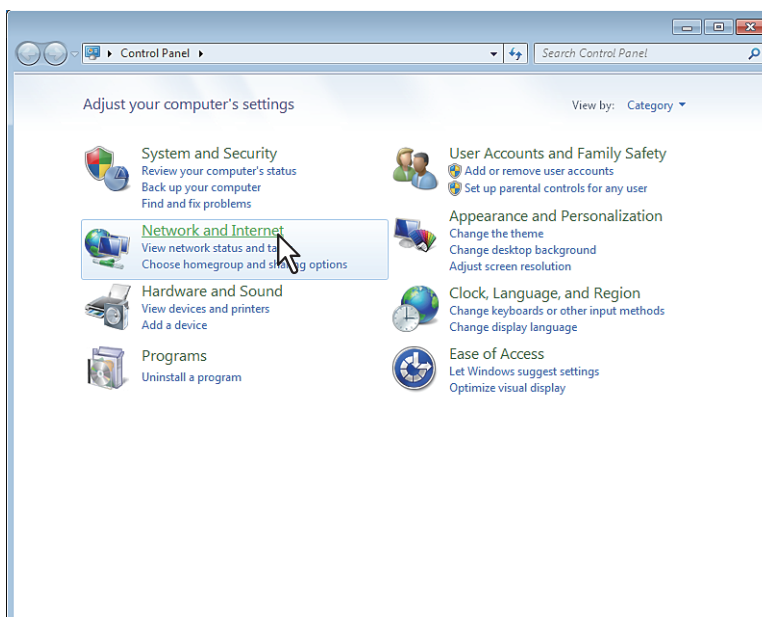 Control Panel
Search Control Panel
Adjust your computer's settings
View by: Category
System and Security
Review your computer's status
Back up your computer
Find and fix problems
Network and Internet
View network status and ta
Choose homegroup and sharing options
Hardware and Sound
View devices and printers
Add a device
Programs
Uninstall a program
User Accounts and Family Safety
Add or remove user accounts
Set up parental controls for any user
Appearance and Personalization
Change the theme
Change desktop background
Adjust screen resolution
Clock, Language, and Region
Change keyboards or other input methods
Change display language
Ease of Access
Let Windows suggest settings
Optimize visual display